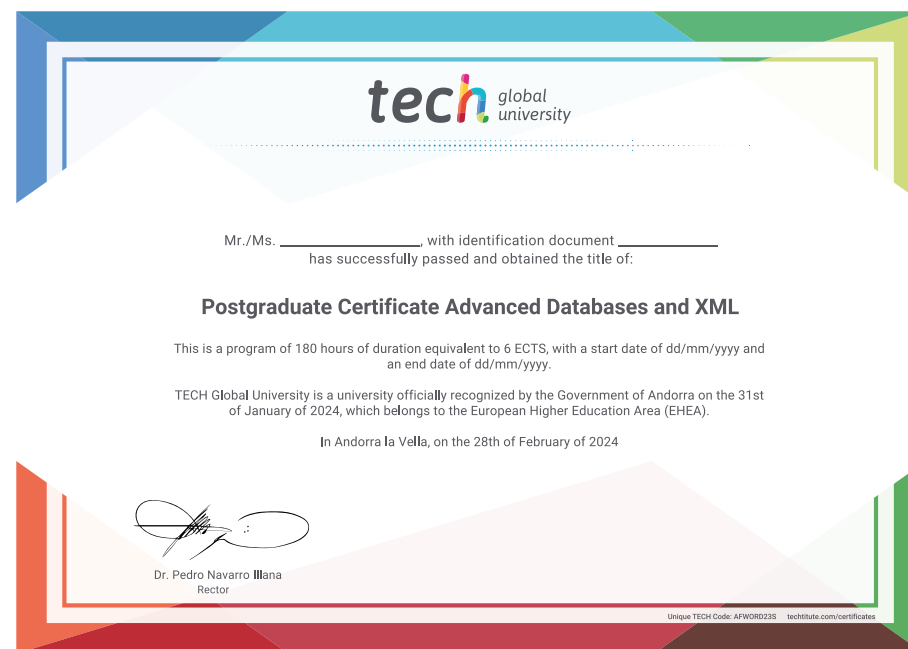 tech global university
Mr./Ms. ____________________, with identification document ______________
has successfully passed and obtained the title of:
Postgraduate Certificate Advanced Databases and XML
This is a program of 180 hours of duration equivalent to 6 ECTS, with a start date of dd/mm/yyyy and
an end date of dd/mm/yyyy.
TECH Global University is a university officially recognized by the Government of Andorra on the 31st
of January of 2024, which belongs to the European Higher Education Area (EHEA).
In Andorra la Vella, on the 28th of February of 2024
Dr. Pedro Navarro Illana
Rector
Unique TECH Code: AFWORD23S techtitute.com/certificates